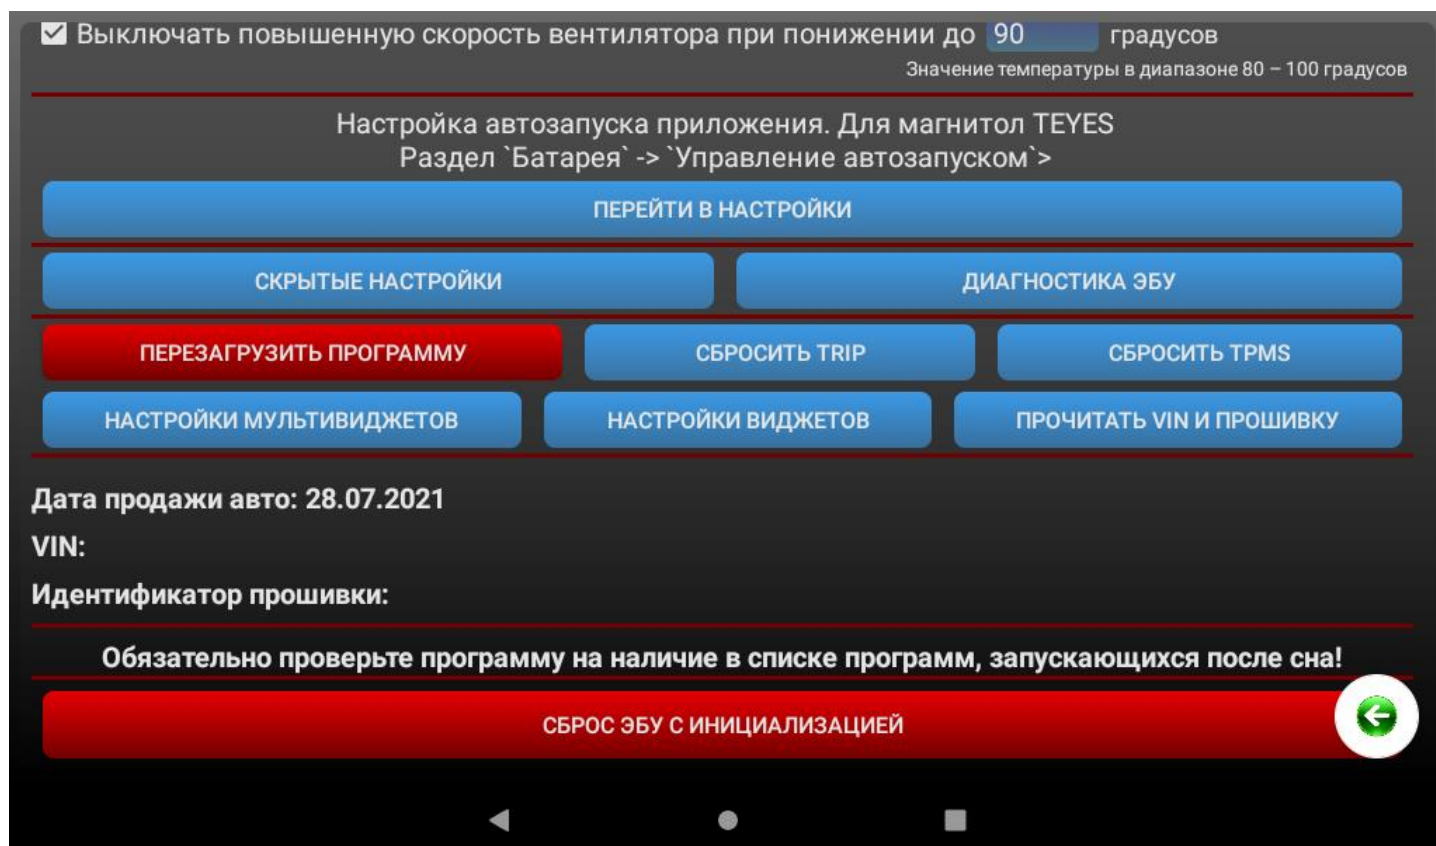 Выключать повышенную скорость вентилятора при понижении до 90 градусов
Значение температуры в диапазоне 80 – 100 градусов
Настройка автозапуска приложения. Для магнитол TEYES
Раздел `Батарея` -> `Управление автозапуском`>
ПЕРЕЙТИ В НАСТРОЙКИ
СКРЫТЫЕ НАСТРОЙКИ ДИАГНОСТИКА ЭБУ
ПЕРЕЗАГРУЗИТЬ ПРОГРАММУ СБРОСИТЬ TRIP СБРОСИТЬ TPMS
НАСТРОЙКИ МУЛЬТИВИДЖЕТОВ НАСТРОЙКИ ВИДЖЕТОВ ПРОЧИТАТЬ VIN И ПРОШИВКУ
Дата продажи авто: 28.07.2021
VIN:
Идентификатор прошивки:
Обязательно проверьте программу на наличие в списке программ, запускающихся после сна!
СБРОС ЭБУ С ИНИЦИАЛИЗАЦИЕЙ